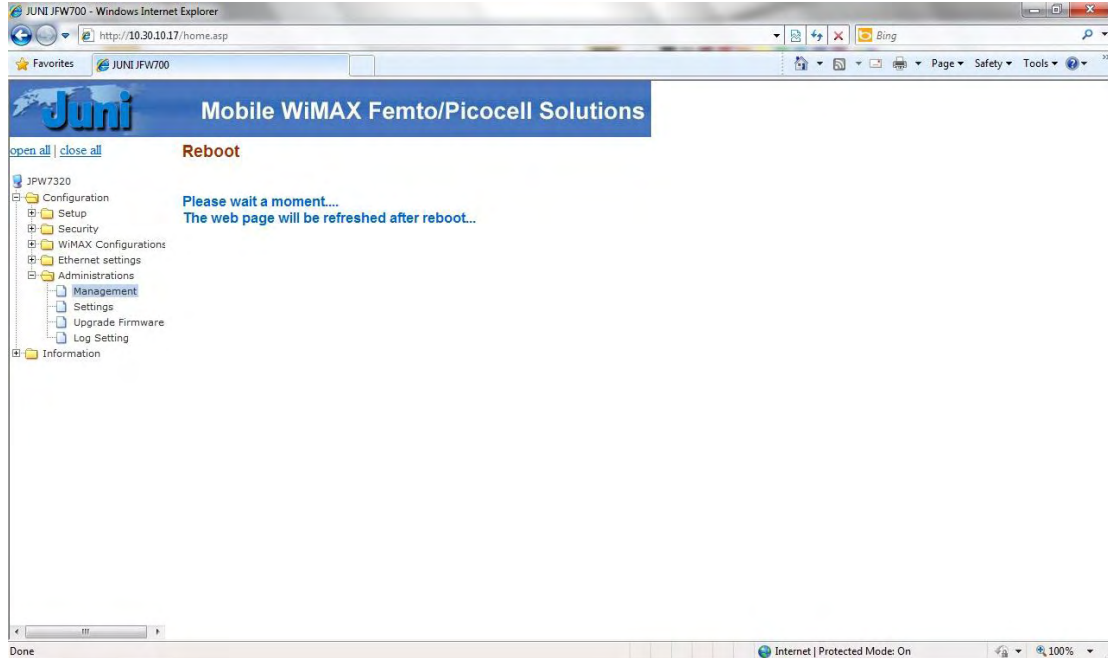 JUNI JFW700 - Windows Internet Explorer
http://10.30.10.17/home.asp
Bing
Favorites
JUNI JFW700
Page
Safety
Tools
Juni
Mobile WiMAX Femto/Picocell Solutions
open all | close all
Reboot
JPW7320
Configuration
Setup
Security
WiMAX Configurations
Ethernet settings
Administrations
Management
Settings
Upgrade Firmware
Log Setting
Information
Please wait a moment....
The web page will be refreshed after reboot...
Done
Internet | Protected Mode: On
100%